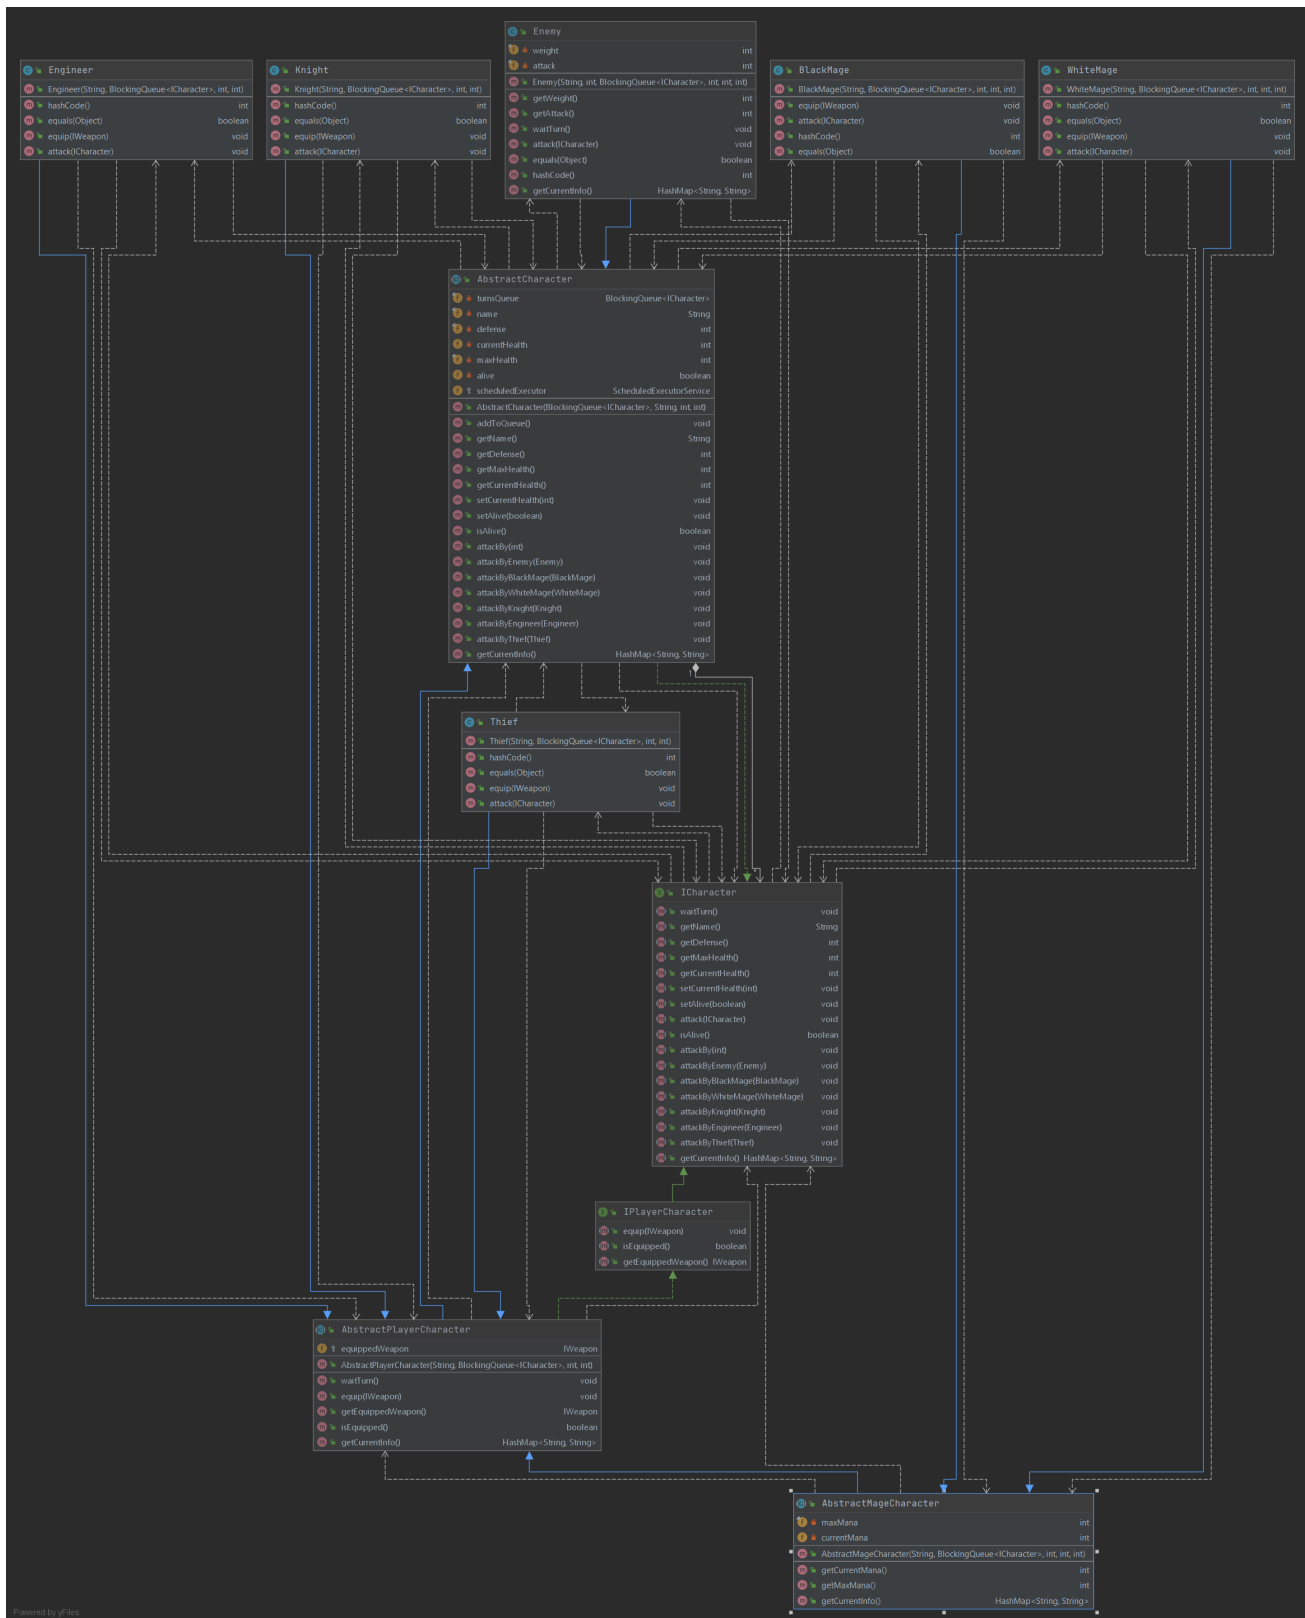 Enemy
weight int
attack int
Enemy(String, int, BlockingQueue<ICharacter>, int, int, int)
getWeight() int
getAttack() int
waitTurn() void
attack(ICharacter) void
equals(Object) boolean
hashCode() int
getCurrentInfo() HashMap<String, String>
Engineer
Engineer(String, BlockingQueue<ICharacter>, int, int)
hashCode() int
equals(Object) boolean
equip(IWeapon) void
attack(ICharacter) void
Knight
Knight(String, BlockingQueue<ICharacter>, int, int)
hashCode() int
equals(Object) boolean
equip(IWeapon) void
attack(ICharacter) void
BlackMage
BlackMage(String, BlockingQueue<ICharacter>, int, int, int)
equip(IWeapon) void
attack(ICharacter) void
hashCode() int
equals(Object) boolean
WhiteMage
WhiteMage(String, BlockingQueue<ICharacter>, int, int, int)
hashCode() int
equals(Object) boolean
equip(IWeapon) void
attack(ICharacter) void
AbstractCharacter
turnsQueue BlockingQueue<ICharacter>
name String
defense int
currentHealth int
maxHealth int
alive boolean
scheduledExecutor ScheduledExecutorService
AbstractCharacter(BlockingQueue<ICharacter>, String, int, int)
addToQueue() void
getName() String
getDefense() int
getMaxHealth() int
getCurrentHealth() int
setCurrentHealth(int) void
setAlive(boolean) void
isAlive() boolean
attackBy(int) void
attackByEnemy(Enemy) void
attackByBlackMage(BlackMage) void
attackByWhiteMage(WhiteMage) void
attackByKnight(Knight) void
attackByEngineer(Engineer) void
attackByThief(Thief) void
getCurrentInfo() HashMap<String, String>
Thief
Thief(String, BlockingQueue<ICharacter>, int, int)
hashCode() int
equals(Object) boolean
equip(IWeapon) void
attack(ICharacter) void
ICharacter
waitTurn() void
getName() String
getDefense() int
getMaxHealth() int
getCurrentHealth() int
setCurrentHealth(int) void
setAlive(boolean) void
attack(ICharacter) void
isAlive() boolean
attackBy(int) void
attackByEnemy(Enemy) void
attackByBlackMage(BlackMage) void
attackByWhiteMage(WhiteMage) void
attackByKnight(Knight) void
attackByEngineer(Engineer) void
attackByThief(Thief) void
getCurrentInfo() HashMap<String, String>
IPlayerCharacter
equip(IWeapon) void
isEquipped() boolean
getEquippedWeapon() IWeapon
AbstractPlayerCharacter
equippedWeapon IWeapon
AbstractPlayerCharacter(String, BlockingQueue<ICharacter>, int, int)
waitTurn() void
equip(IWeapon) void
getEquippedWeapon() IWeapon
isEquipped() boolean
getCurrentInfo() HashMap<String, String>
AbstractMageCharacter
maxMana int
currentMana int
AbstractMageCharacter(String, BlockingQueue<ICharacter>, int, int, int)
getCurrentMana() int
getMaxMana() int
getCurrentInfo() HashMap<String, String>
Powered by yFiles